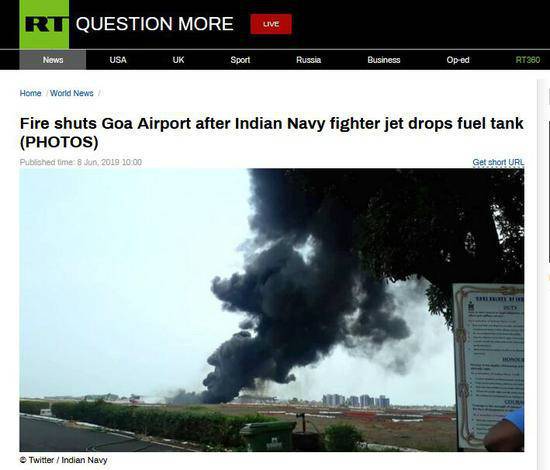 RT QUESTION MORE LIVE
News USA UK Sport Russia Business Op-ed RT360
Home / World News /
Fire shuts Goa Airport after Indian Navy fighter jet drops fuel tank
(PHOTOS)
Published time: 8 Jun, 2019 10:00 Get short URL
DUTY
HONOUR
COURAGE
© Twitter / Indian Navy